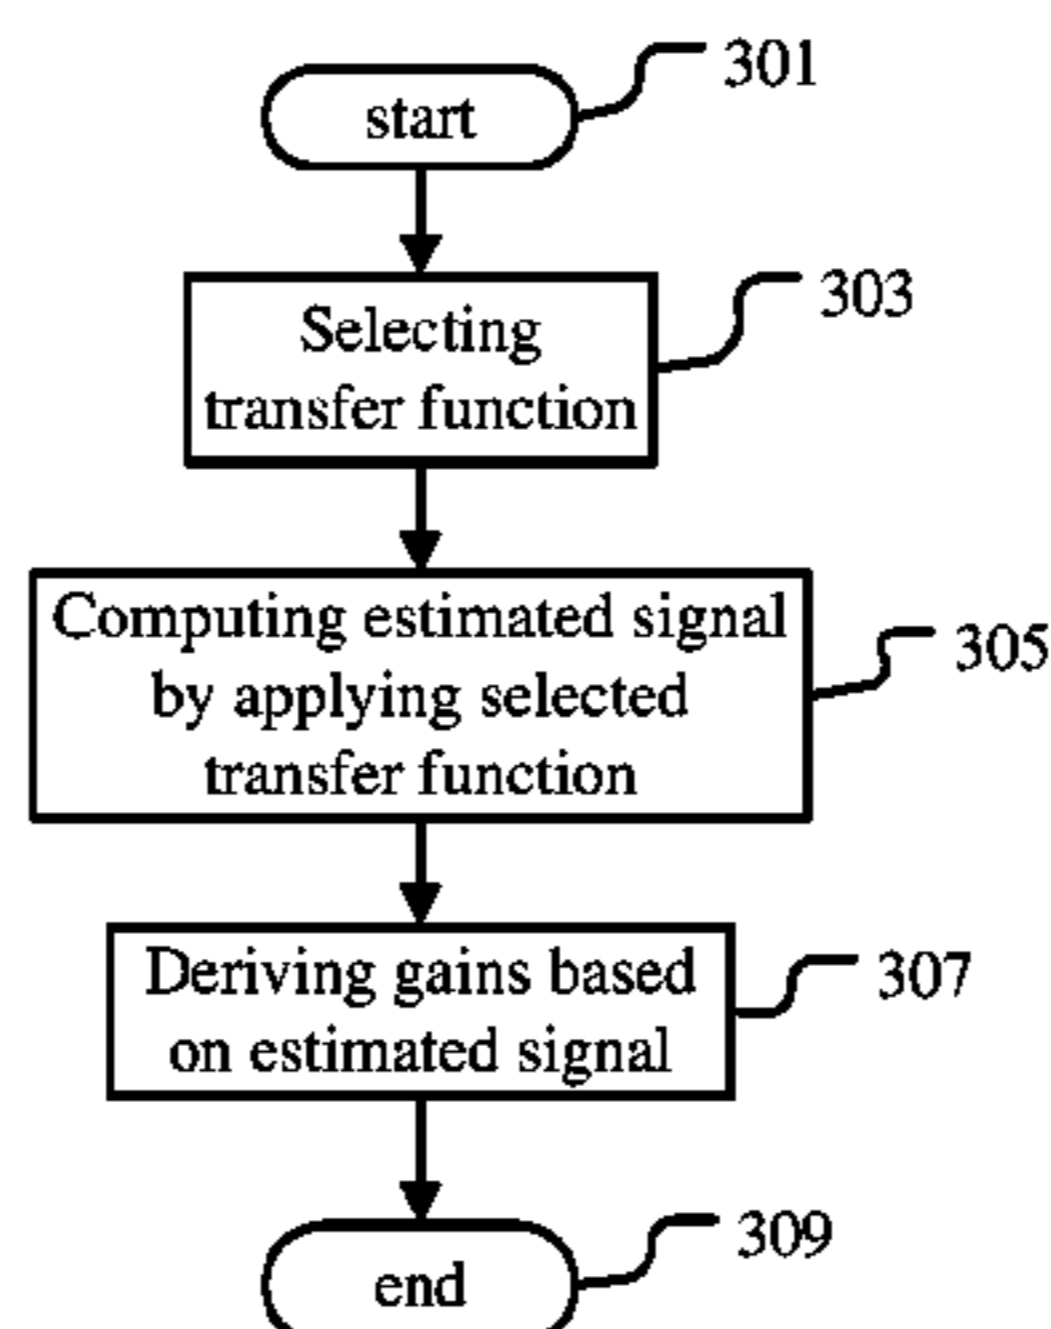 start
301
Selecting
transfer function
303
Computing estimated signal
by applying selected
transfer function
305
Deriving gains based
on estimated signal
307
end
309